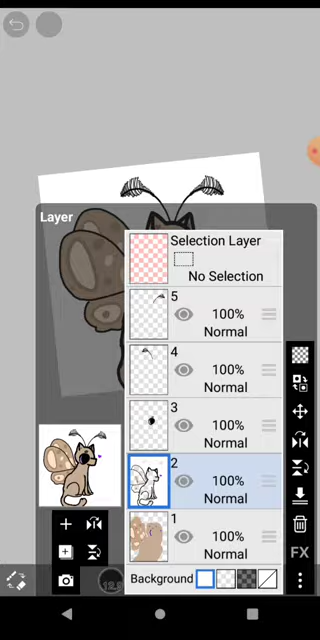 Layer
Selection Layer
No Selection
5
100%
Normal
4
100%
Normal
3
100%
Normal
2
100%
Normal
1
100%
Normal
Background
FX